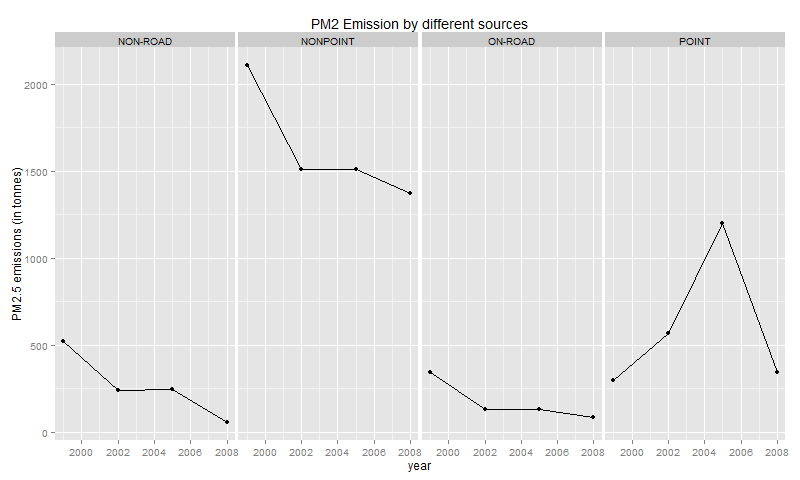 PM2 Emission by different sources
NON-ROAD NONPOINT ON-ROAD POINT
PM2.5 emissions (in tonnes)
2000
1500
1000
500
0
2000 2002 2004 2006 2008 2000 2002 2004 2006 2008 2000 2002 2004 2006 2008 2000 2002 2004 2006 2008
year